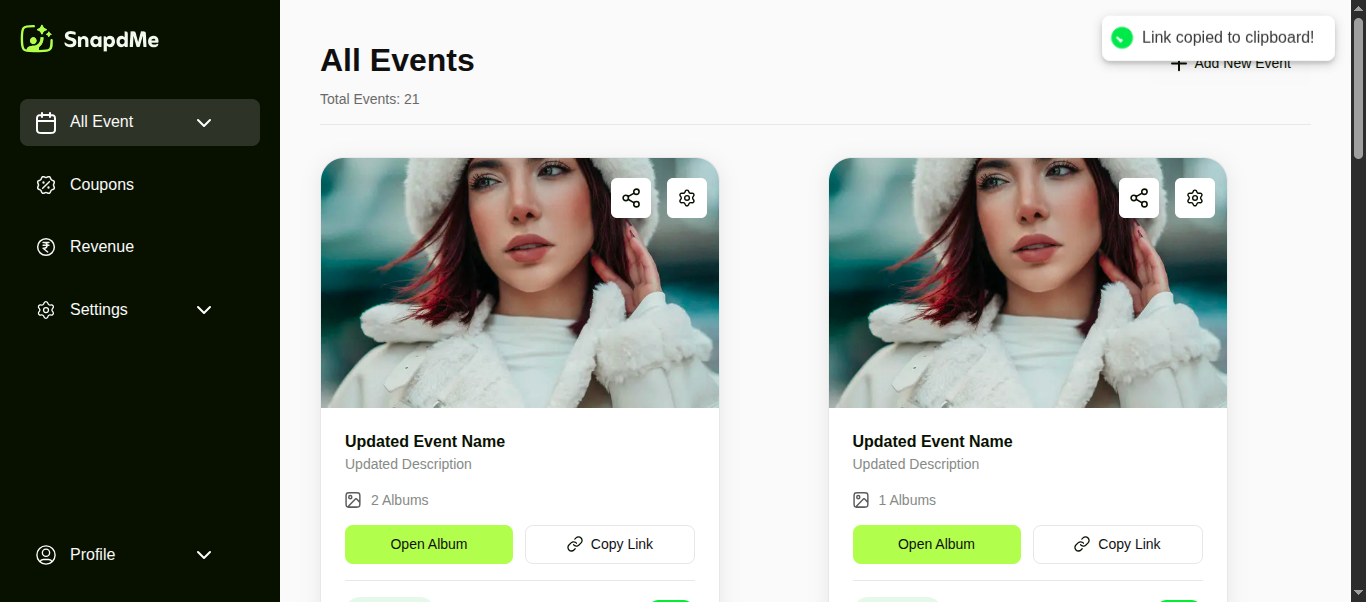 SnapdMe
All Event
Coupons
Revenue
Settings
Profile
All Events
Total Events: 21
Link copied to clipboard!
Add New Event
Updated Event Name
Updated Description
2 Albums
Open Album
Copy Link
Updated Event Name
Updated Description
1 Albums
Open Album
Copy Link